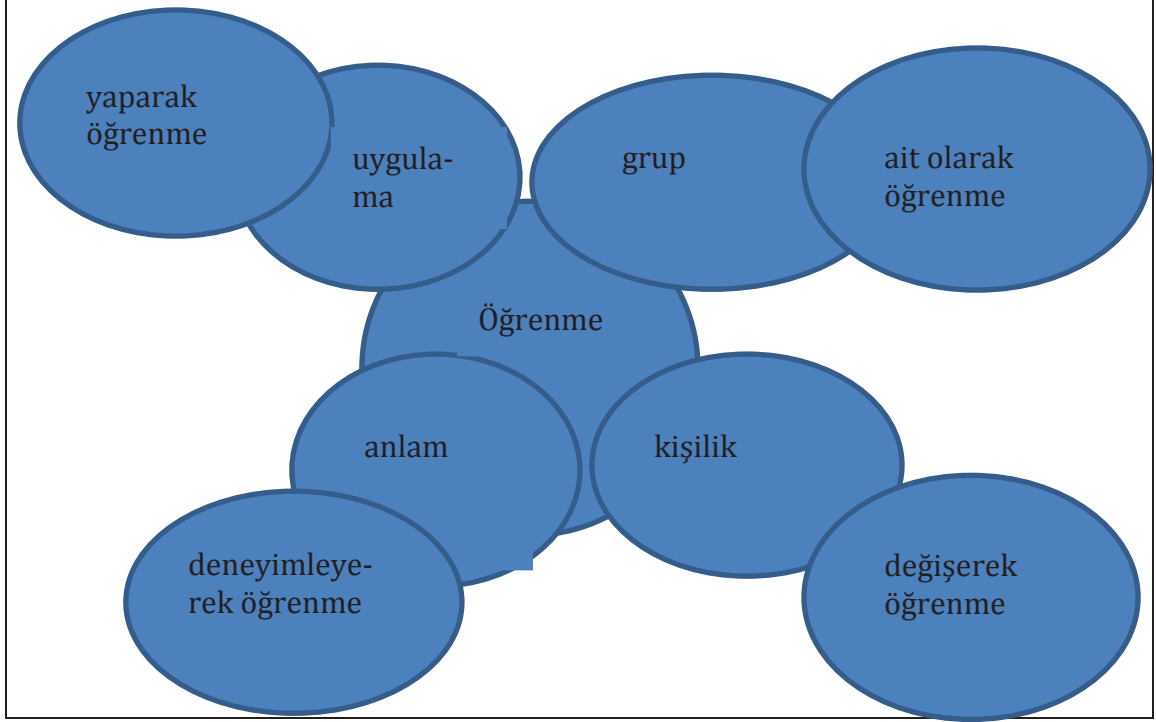 yaparak
öğrenme
uygula-
ma
grup
ait olarak
öğrenme
Öğrenme
anlam
kişilik
deneyimleye-
rek öğrenme
değişerek
öğrenme